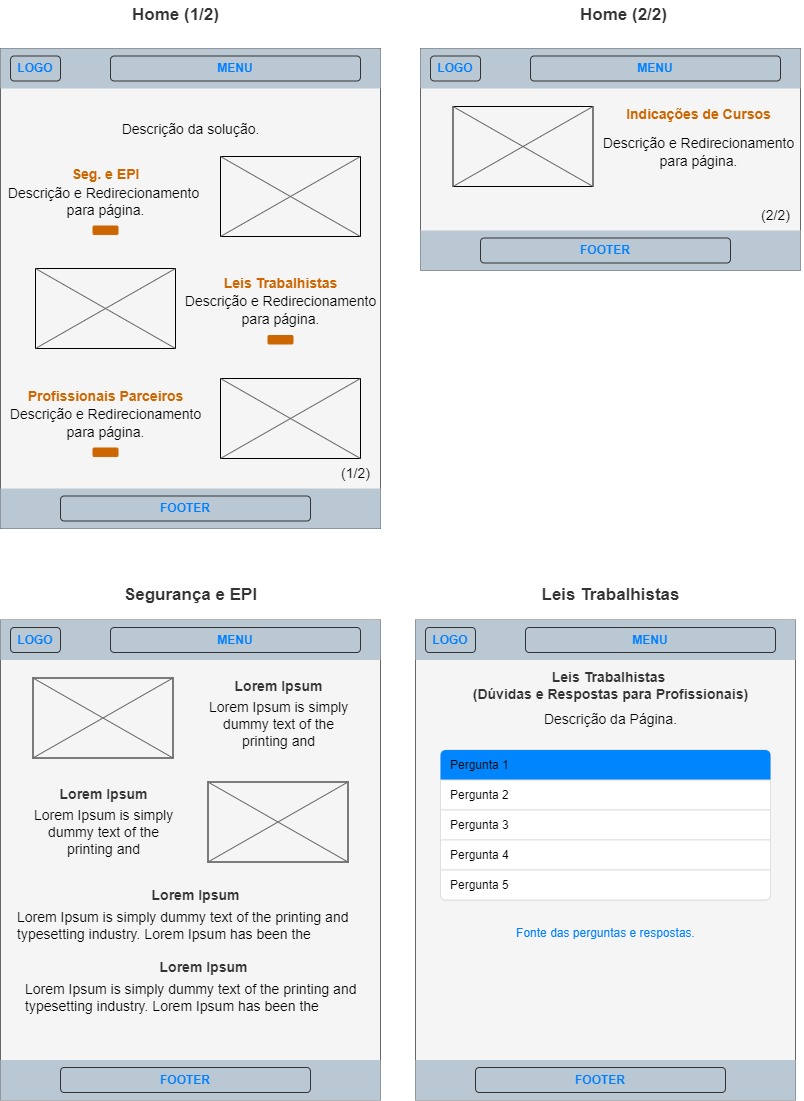 Home (1/2)
LOGO
MENU
Descrição da solução.
Seg. e EPI
Descrição e Redirecionamento
para página.
Leis Trabalhistas
Descrição e Redirecionamento
para página.
Profissionais Parceiros
Descrição e Redirecionamento
para página.
(1/2)
FOOTER
Home (2/2)
LOGO
MENU
Indicações de Cursos
Descrição e Redirecionamento
para página.
(2/2)
FOOTER
Segurança e EPI
LOGO
MENU
Lorem Ipsum
Lorem Ipsum is simply
dummy text of the
printing and
Lorem Ipsum
Lorem Ipsum is simply
dummy text of the
printing and
Lorem Ipsum
Lorem Ipsum is simply dummy text of the printing and
typesetting industry. Lorem Ipsum has been the
Lorem Ipsum
Lorem Ipsum is simply dummy text of the printing and
typesetting industry. Lorem Ipsum has been the
FOOTER
Leis Trabalhistas
LOGO
MENU
Leis Trabalhistas
(Dúvidas e Respostas para Profissionais)
Descrição da Página.
Pergunta 1
Pergunta 2
Pergunta 3
Pergunta 4
Pergunta 5
Fonte das perguntas e respostas.
FOOTER